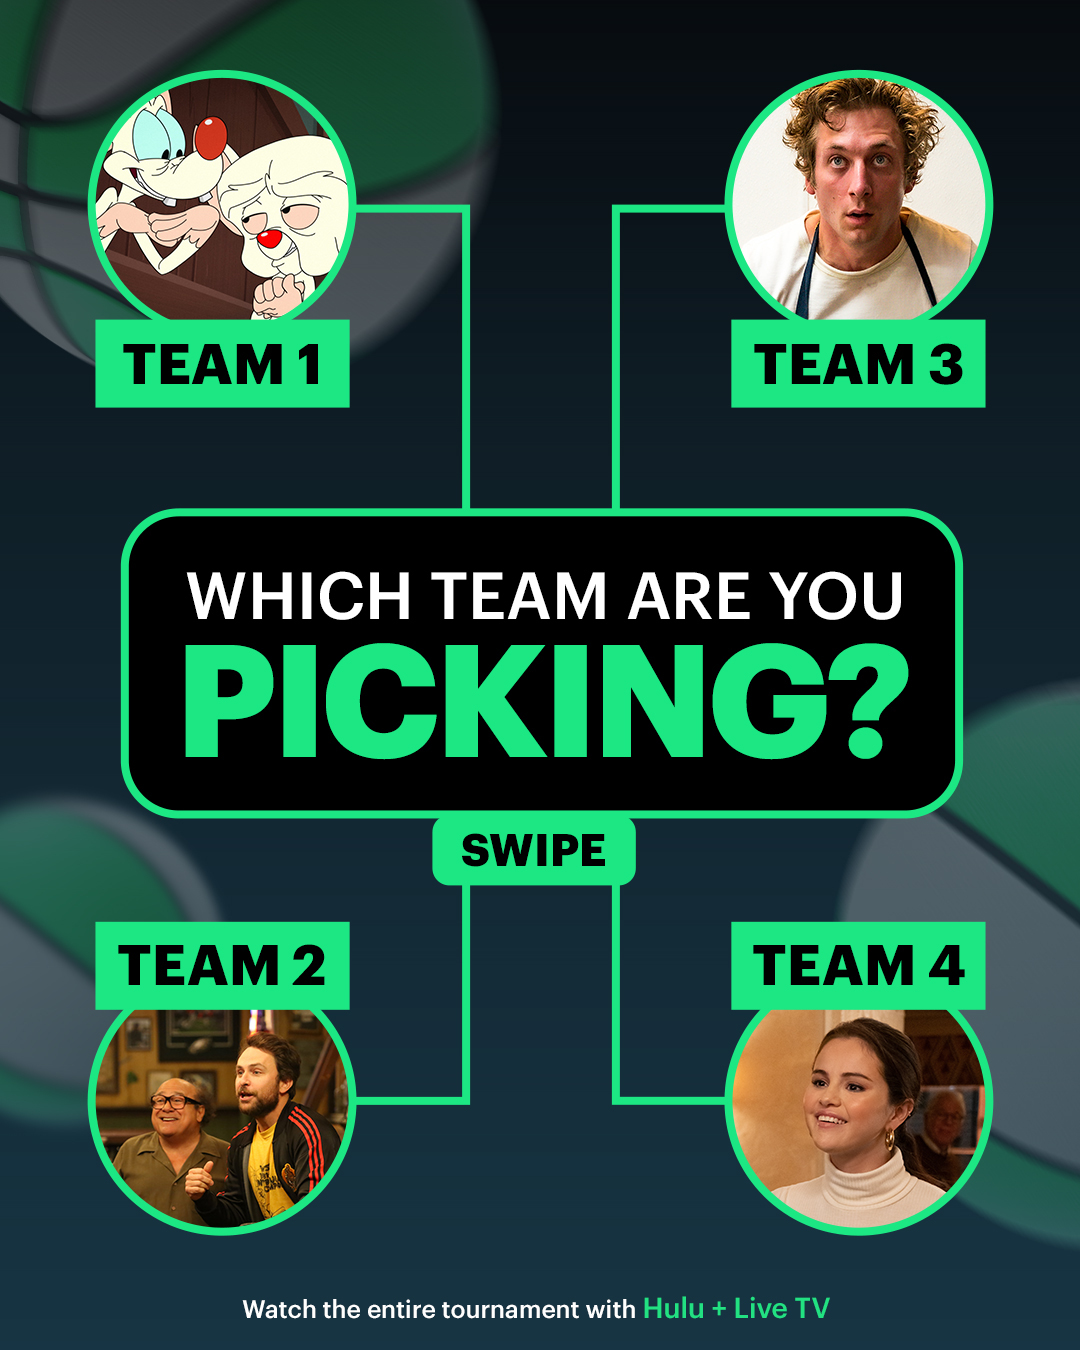 TEAM 1
TEAM 3
WHICH TEAM ARE YOU
PICKING?
SWIPE
TEAM 2
TEAM 4
Watch the entire tournament with Hulu + Live TV